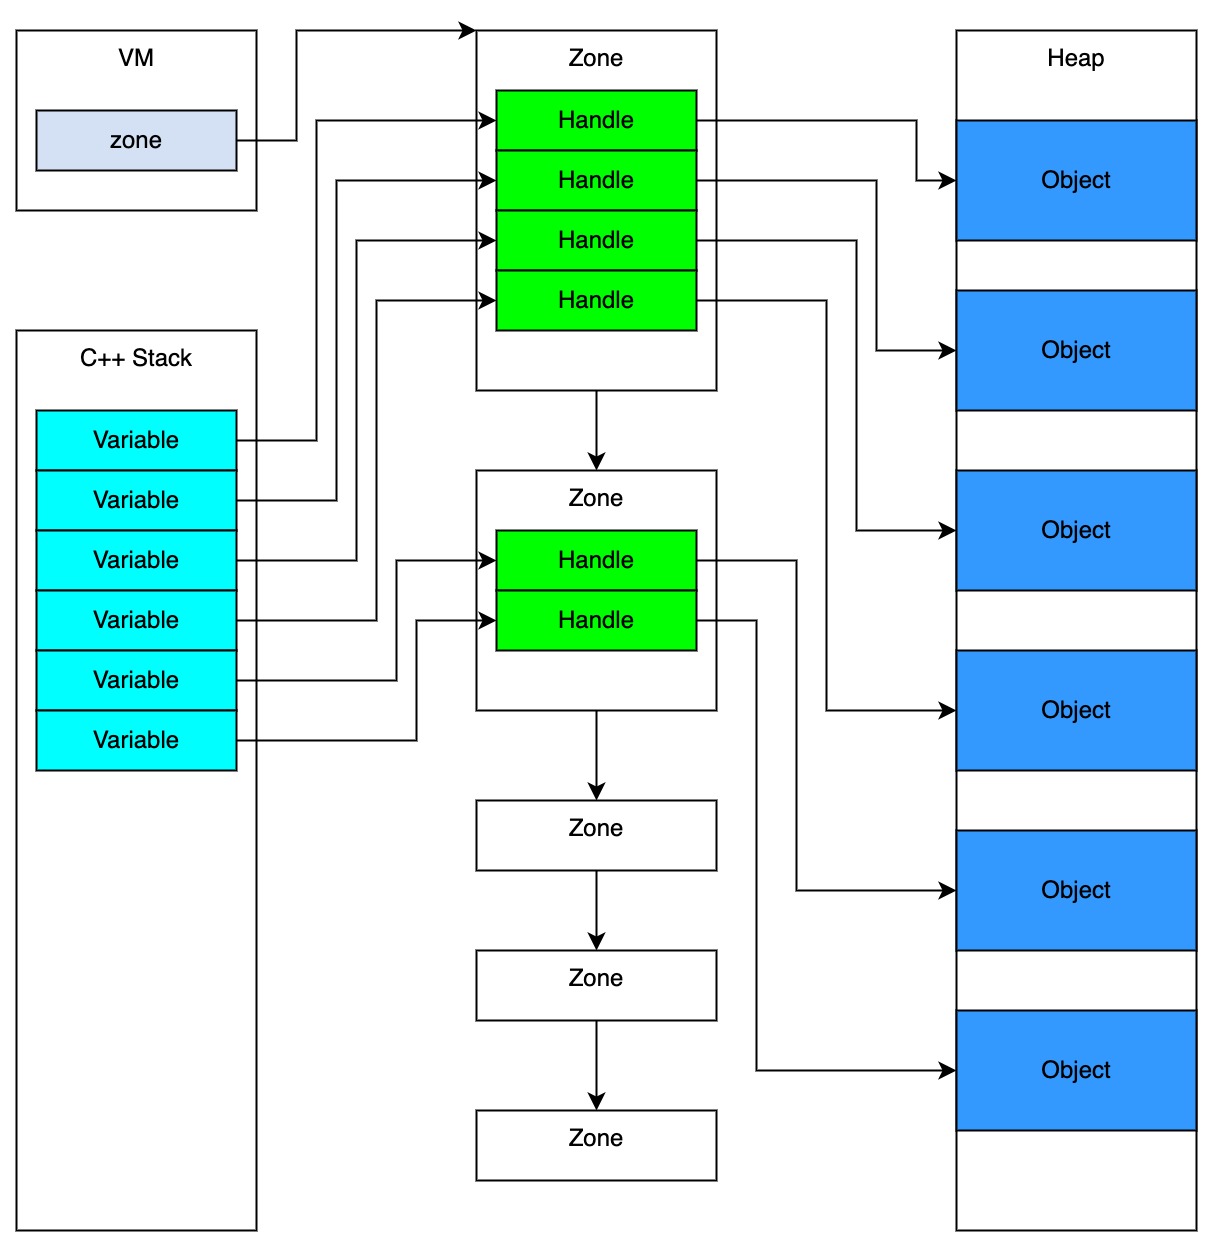 VM
zone
C++ Stack
Variable
Variable
Variable
Variable
Variable
Variable
Zone
Handle
Handle
Handle
Handle
Zone
Handle
Handle
Zone
Zone
Zone
Heap
Object
Object
Object
Object
Object
Object